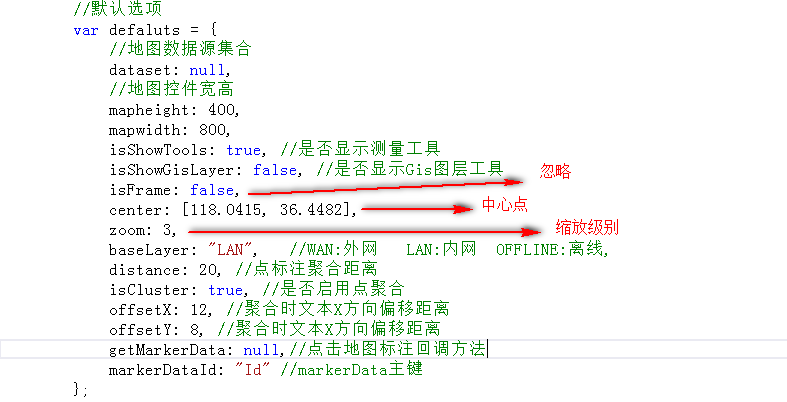 //默认选项
var defaluts = {
//地图数据源集合
dataset: null,
//地图控件宽高
mapheight: 400,
mapwidth: 800,
isShowTools: true, //是否显示测量工具
isShowGisLayer: false, //是否显示Gis图层工具
isFrame: false, 忽略
center: [118.0415, 36.4482], 中心点
zoom: 3, 缩放级别
baseLayer: "LAN", //WAN:外网 LAN:内网 OFFLINE:离线,
distance: 20, //点标注聚合距离
isCluster: true, //是否启用点聚合
offsetX: 12, //聚合时文本X方向偏移距离
offsetY: 8, //聚合时文本X方向偏移距离
getMarkerData: null,//点击地图标注回调方法
markerDataId: "Id" //markerData主键
};